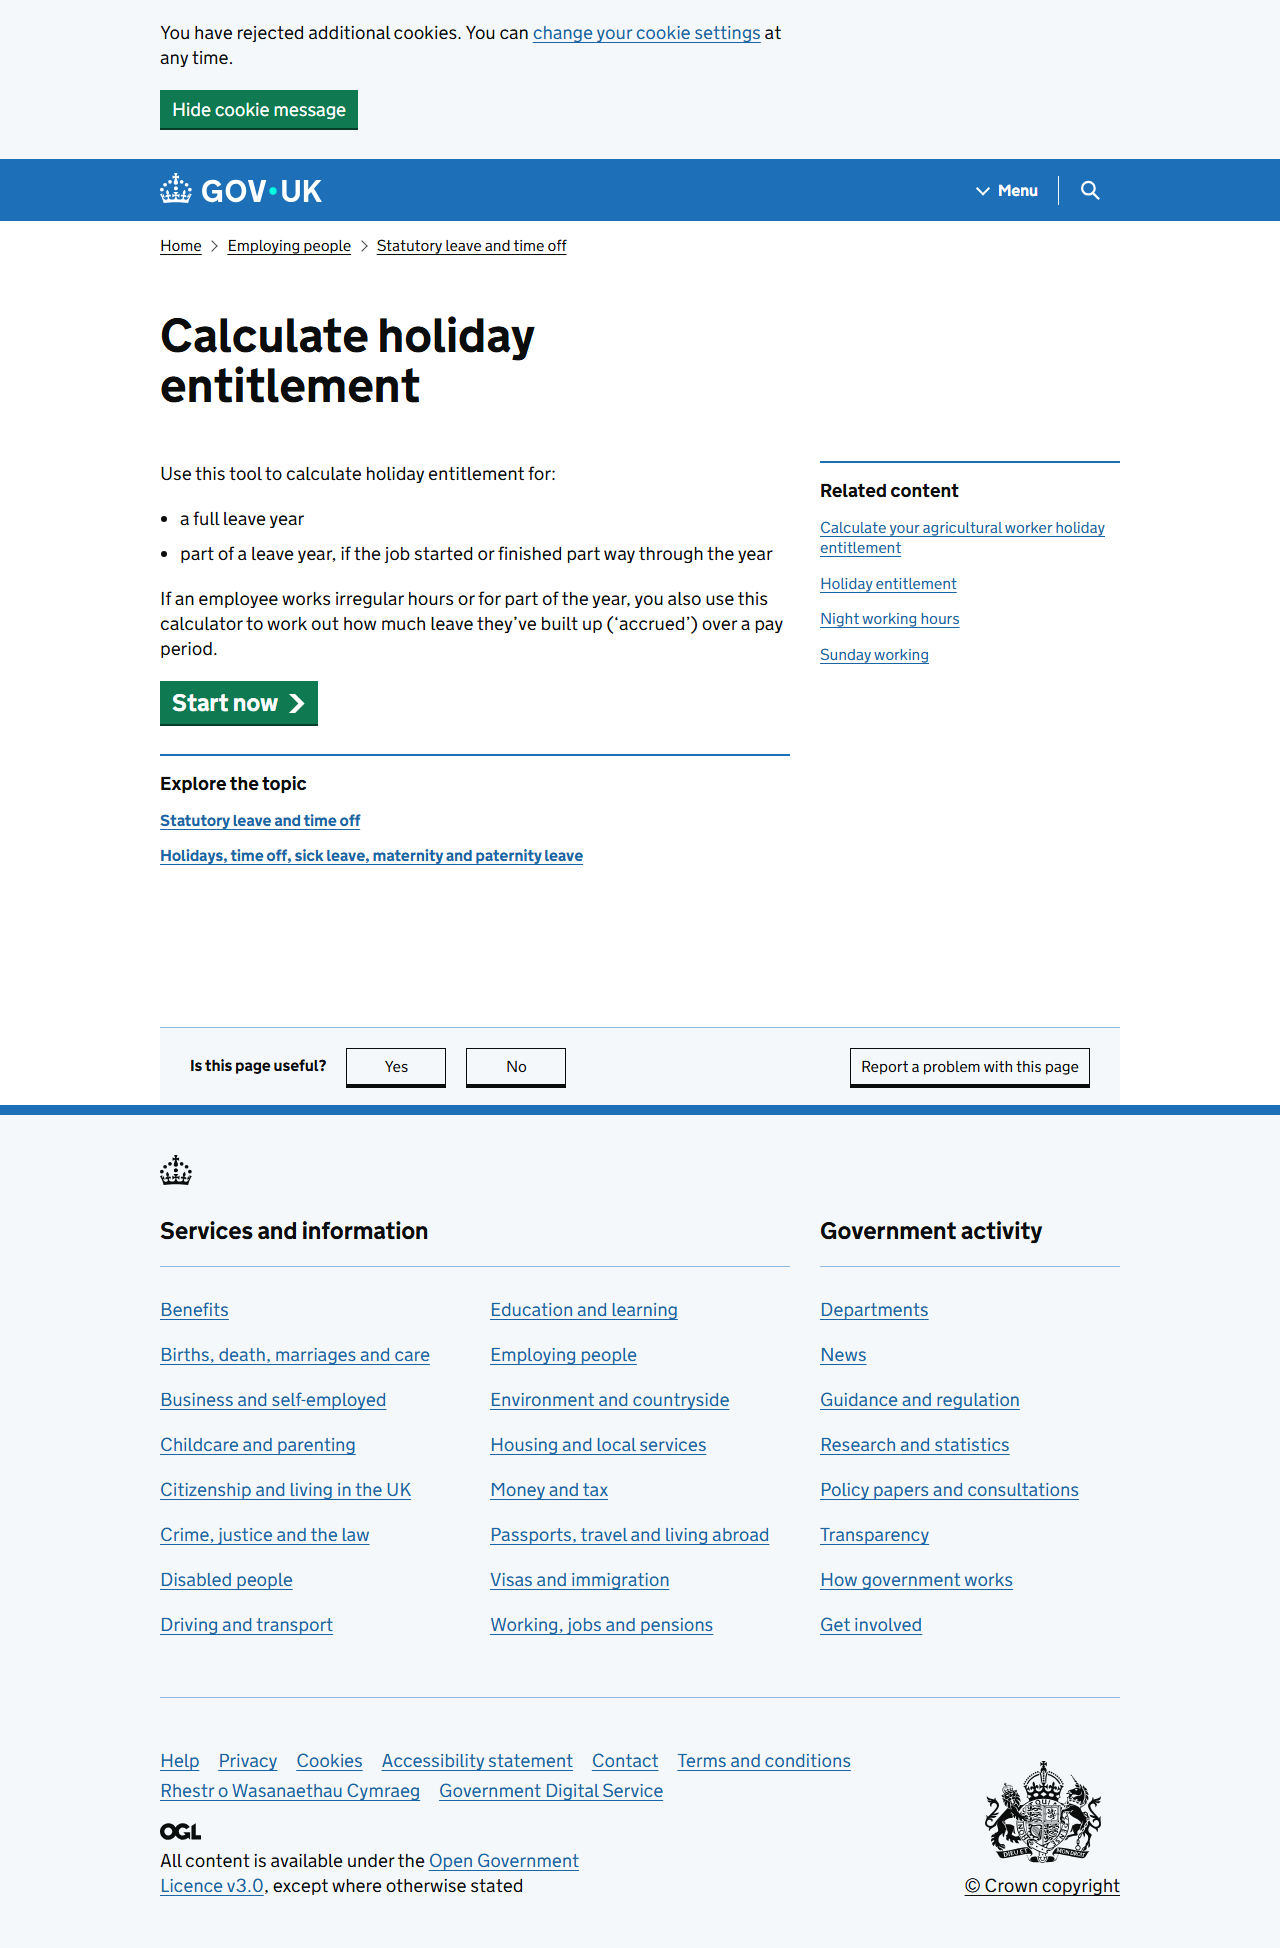 You have rejected additional cookies. You can change your cookie settings at
any time.
Hide cookie message
GOV·UK
Menu
Home
Employing people
Statutory leave and time off
Calculate holiday
entitlement
Use this tool to calculate holiday entitlement for:
• a full leave year
• part of a leave year, if the job started or finished part way through the year
If an employee works irregular hours or for part of the year, you also use this
calculator to work out how much leave they’ve built up (‘accrued’) over a pay
period.
Start now
Related content
Calculate your agricultural worker holiday
entitlement
Holiday entitlement
Night working hours
Sunday working
Explore the topic
Statutory leave and time off
Holidays, time off, sick leave, maternity and paternity leave
Is this page useful?
Yes
No
Report a problem with this page
Services and information
Benefits
Births, death, marriages and care
Business and self-employed
Childcare and parenting
Citizenship and living in the UK
Crime, justice and the law
Disabled people
Driving and transport
Education and learning
Employing people
Environment and countryside
Housing and local services
Money and tax
Passports, travel and living abroad
Visas and immigration
Working, jobs and pensions
Government activity
Departments
News
Guidance and regulation
Research and statistics
Policy papers and consultations
Transparency
How government works
Get involved
Help
Privacy
Cookies
Accessibility statement
Contact
Terms and conditions
Rhestr o Wasanaethau Cymraeg
Government Digital Service
OGL
All content is available under the Open Government
Licence v3.0, except where otherwise stated
DIEU ET MON DROIT
© Crown copyright